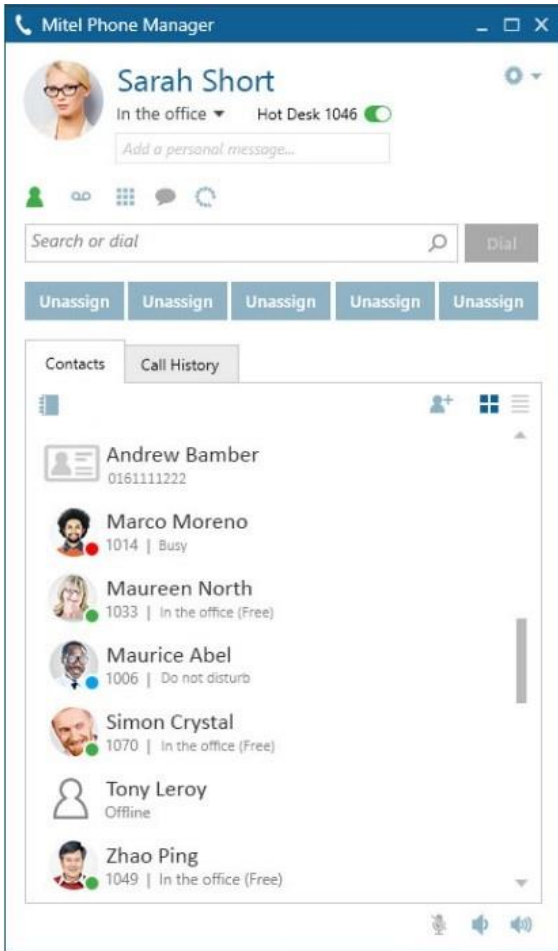 Mitel Phone Manager
Sarah Short
In the office Hot Desk 1046
Add a personal message...
Search or dial Dial
Unassign Unassign Unassign Unassign Unassign
Contacts Call History
Andrew Bamber
0161111222
Marco Moreno
1014 | Busy
Maureen North
1033 | In the office (Free)
Maurice Abel
1006 | Do not disturb
Simon Crystal
1070 | In the office (Free)
Tony Leroy
Offline
Zhao Ping
1049 | In the office (Free)